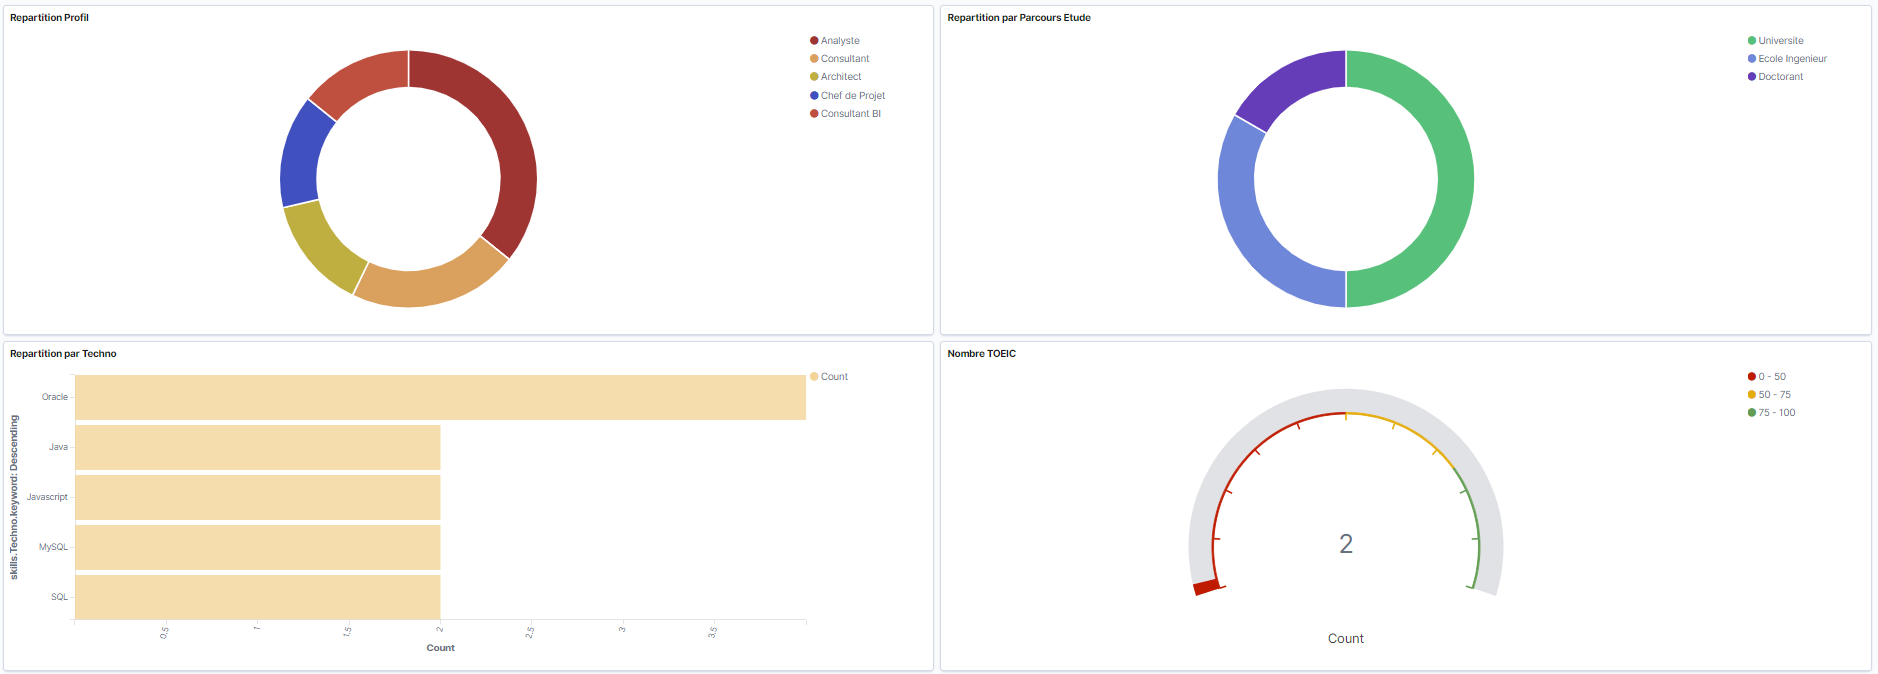 Repartition Profil
Analyste
Consultant
Architect
Chef de Projet
Consultant BI
Repartition par Parcours Etude
Universite
Ecole Ingenieur
Doctorant
Repartition par Techno
Count
skills.Techno.keyword: Descending
Oracle
Java
Javascript
MySQL
SQL
0.5
1
1.5
2
2.5
3
3.5
Count
Nombre TOEIC
0 - 50
50 - 75
75 - 100
2
Count